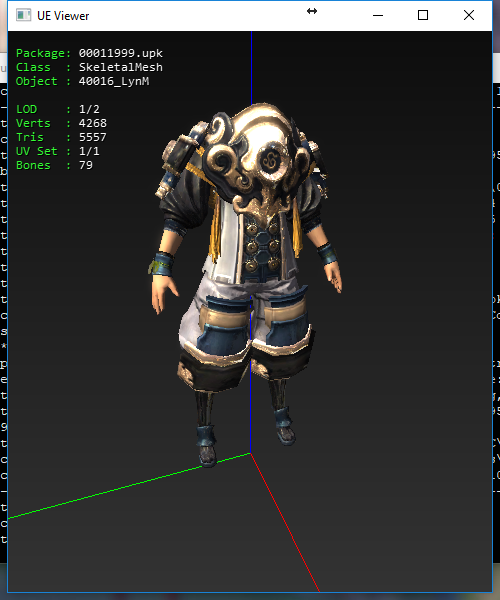 UE Viewer
Package: 00011999.upk
Class : SkeletalMesh
Object : 40016_LynM
LOD : 1/2
Verts : 4268
Tris : 5557
UV Set : 1/1
Bones : 79